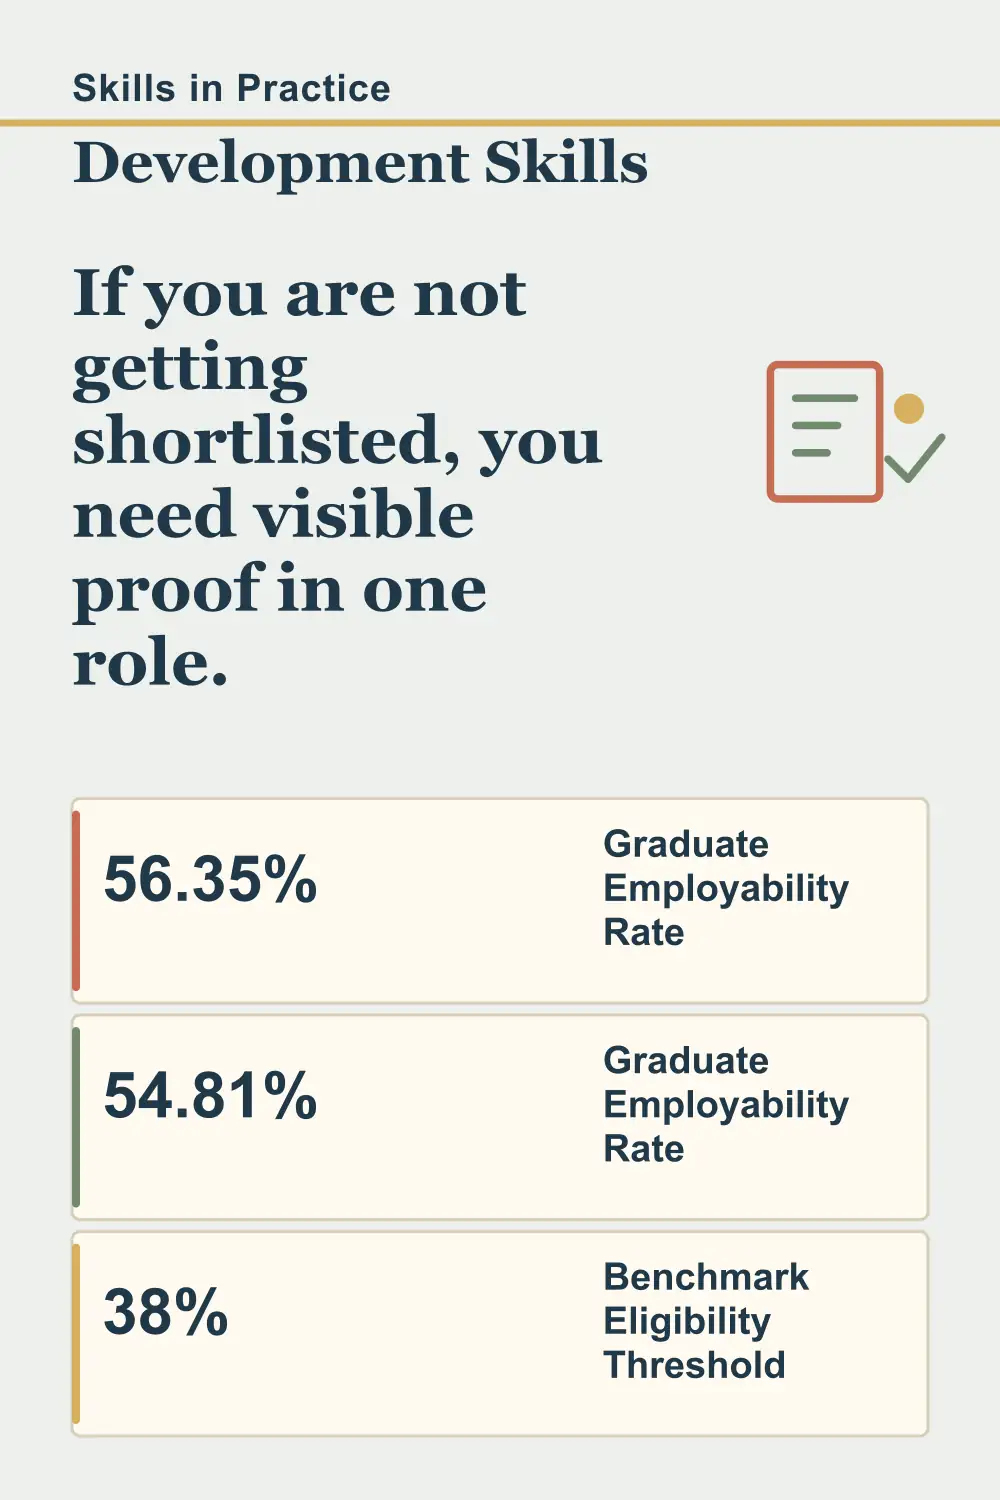 Skills in Practice
Development Skills
If you are not
getting
shortlisted, you
need visible
proof in one
role.
56.35%
Graduate
Employability
Rate
54.81%
Graduate
Employability
Rate
38%
Benchmark
Eligibility
Threshold